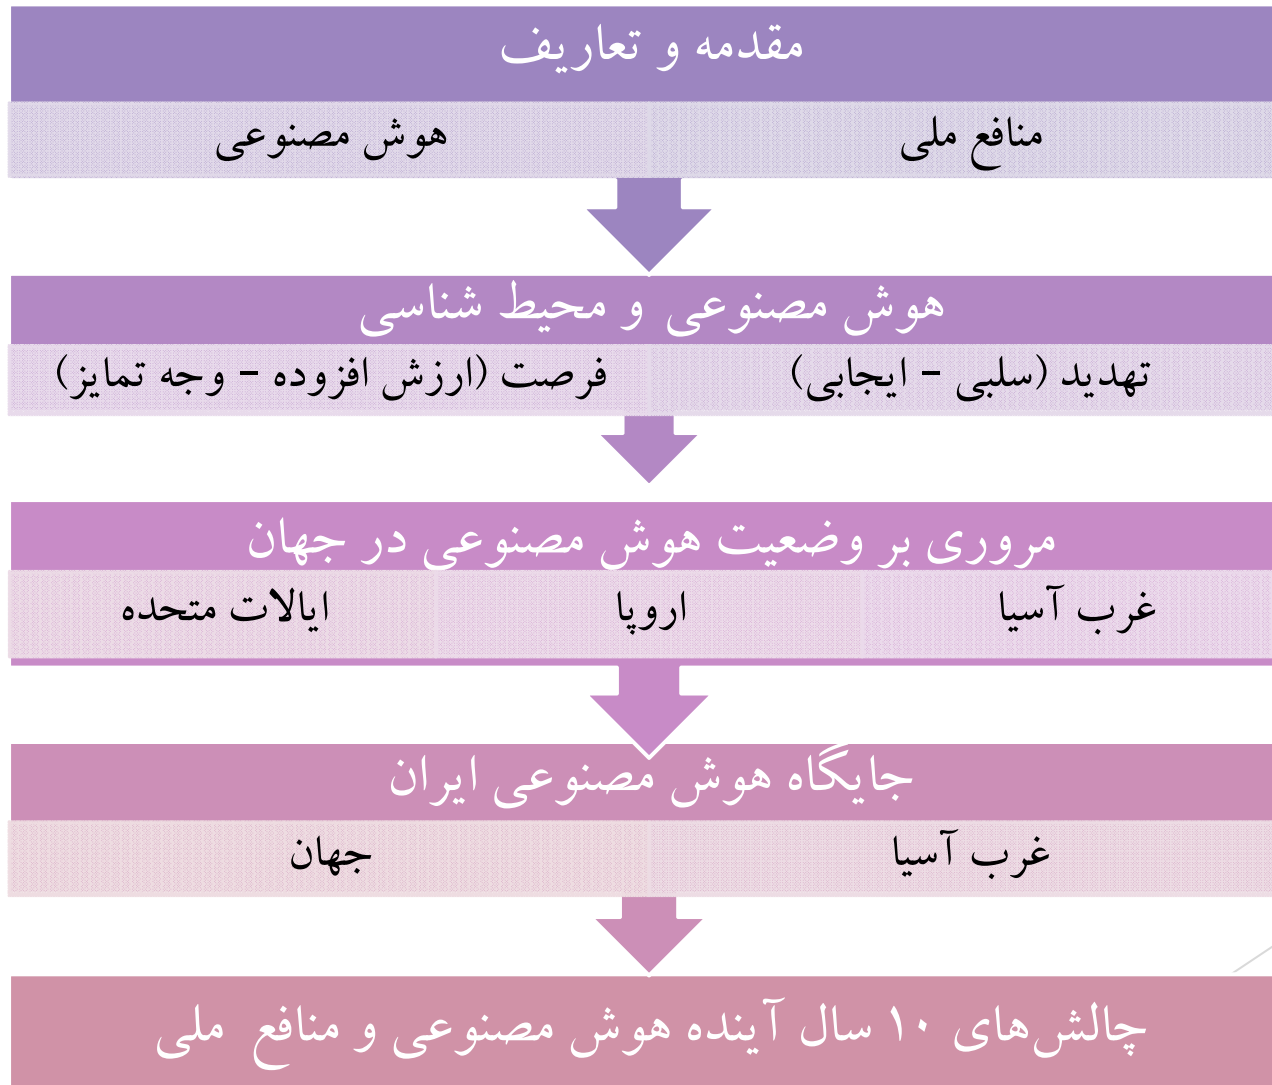 مقدمه و تعاریف
منافع ملی
هوش مصنوعی
هوش مصنوعی و محیط شناسی
تهدید (سلبی - ایجابی)
فرصت (ارزش افزوده - وجه تمایز)
مروری بر وضعیت هوش مصنوعی در جهان
غرب آسیا
اروپا
ایالات متحده
جایگاه هوش مصنوعی ایران
غرب آسیا
جهان
چالش‌های ۱۰ سال آینده هوش مصنوعی و منافع ملی